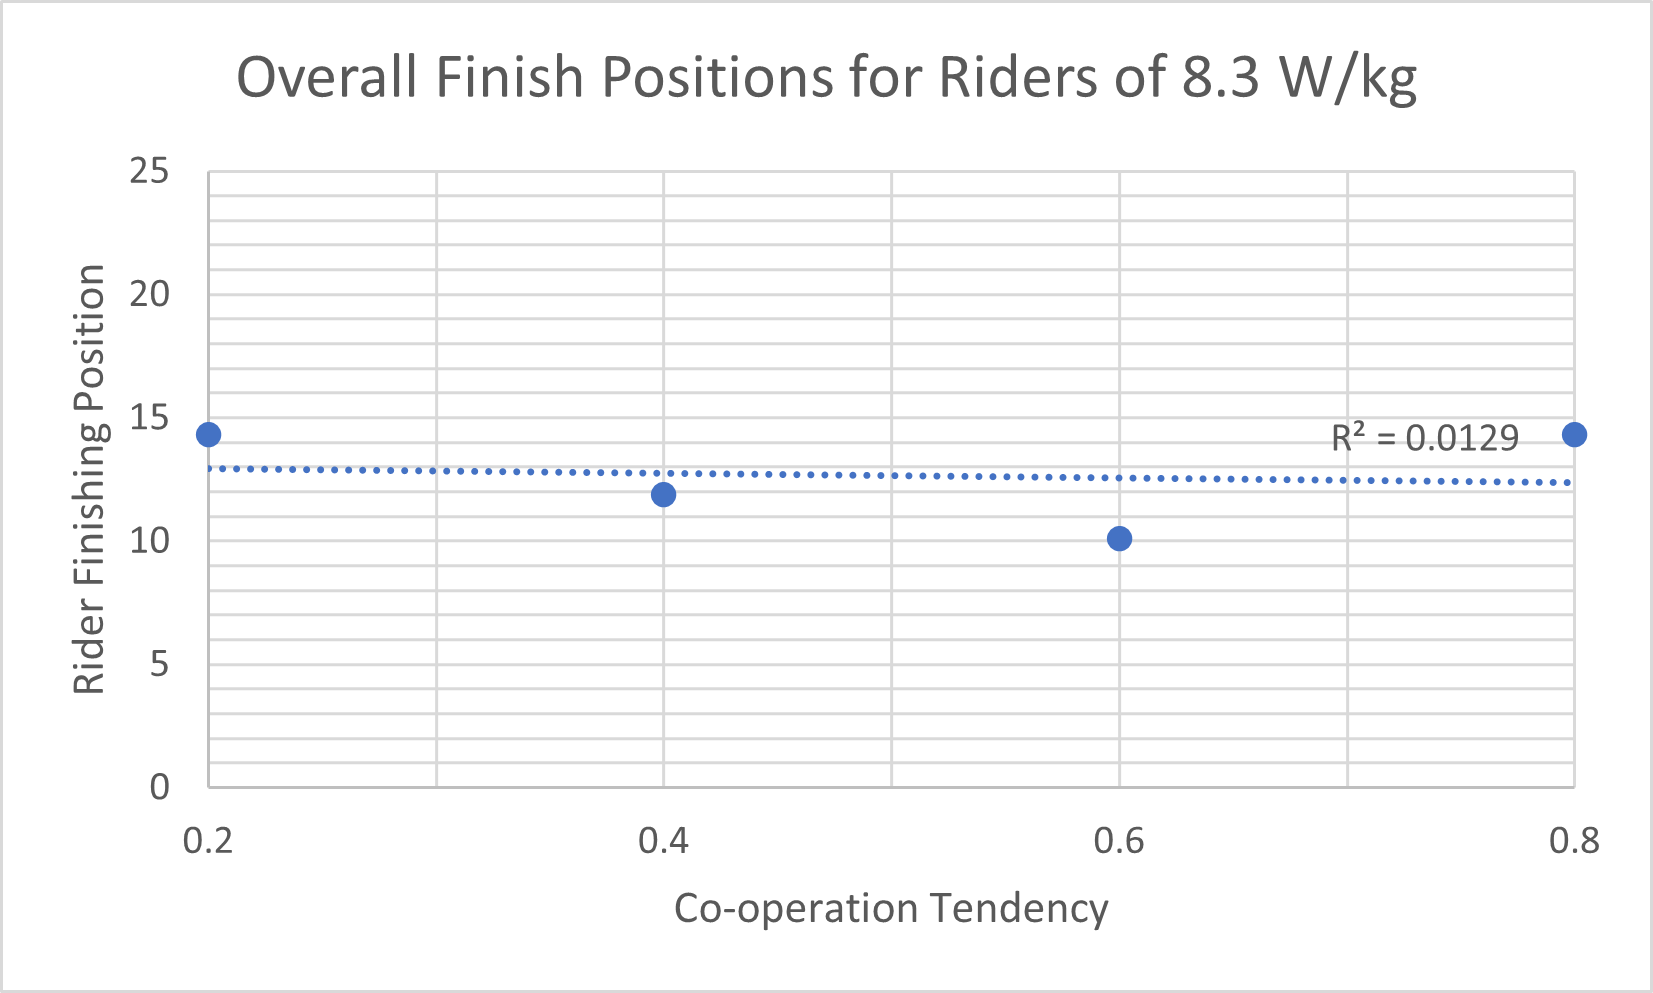 Overall Finish Positions for Riders of 8.3 W/kg
25
20
15
10
5
0
Rider Finishing Position
R² = 0.0129
0.2
0.4
0.6
0.8
Co-operation Tendency